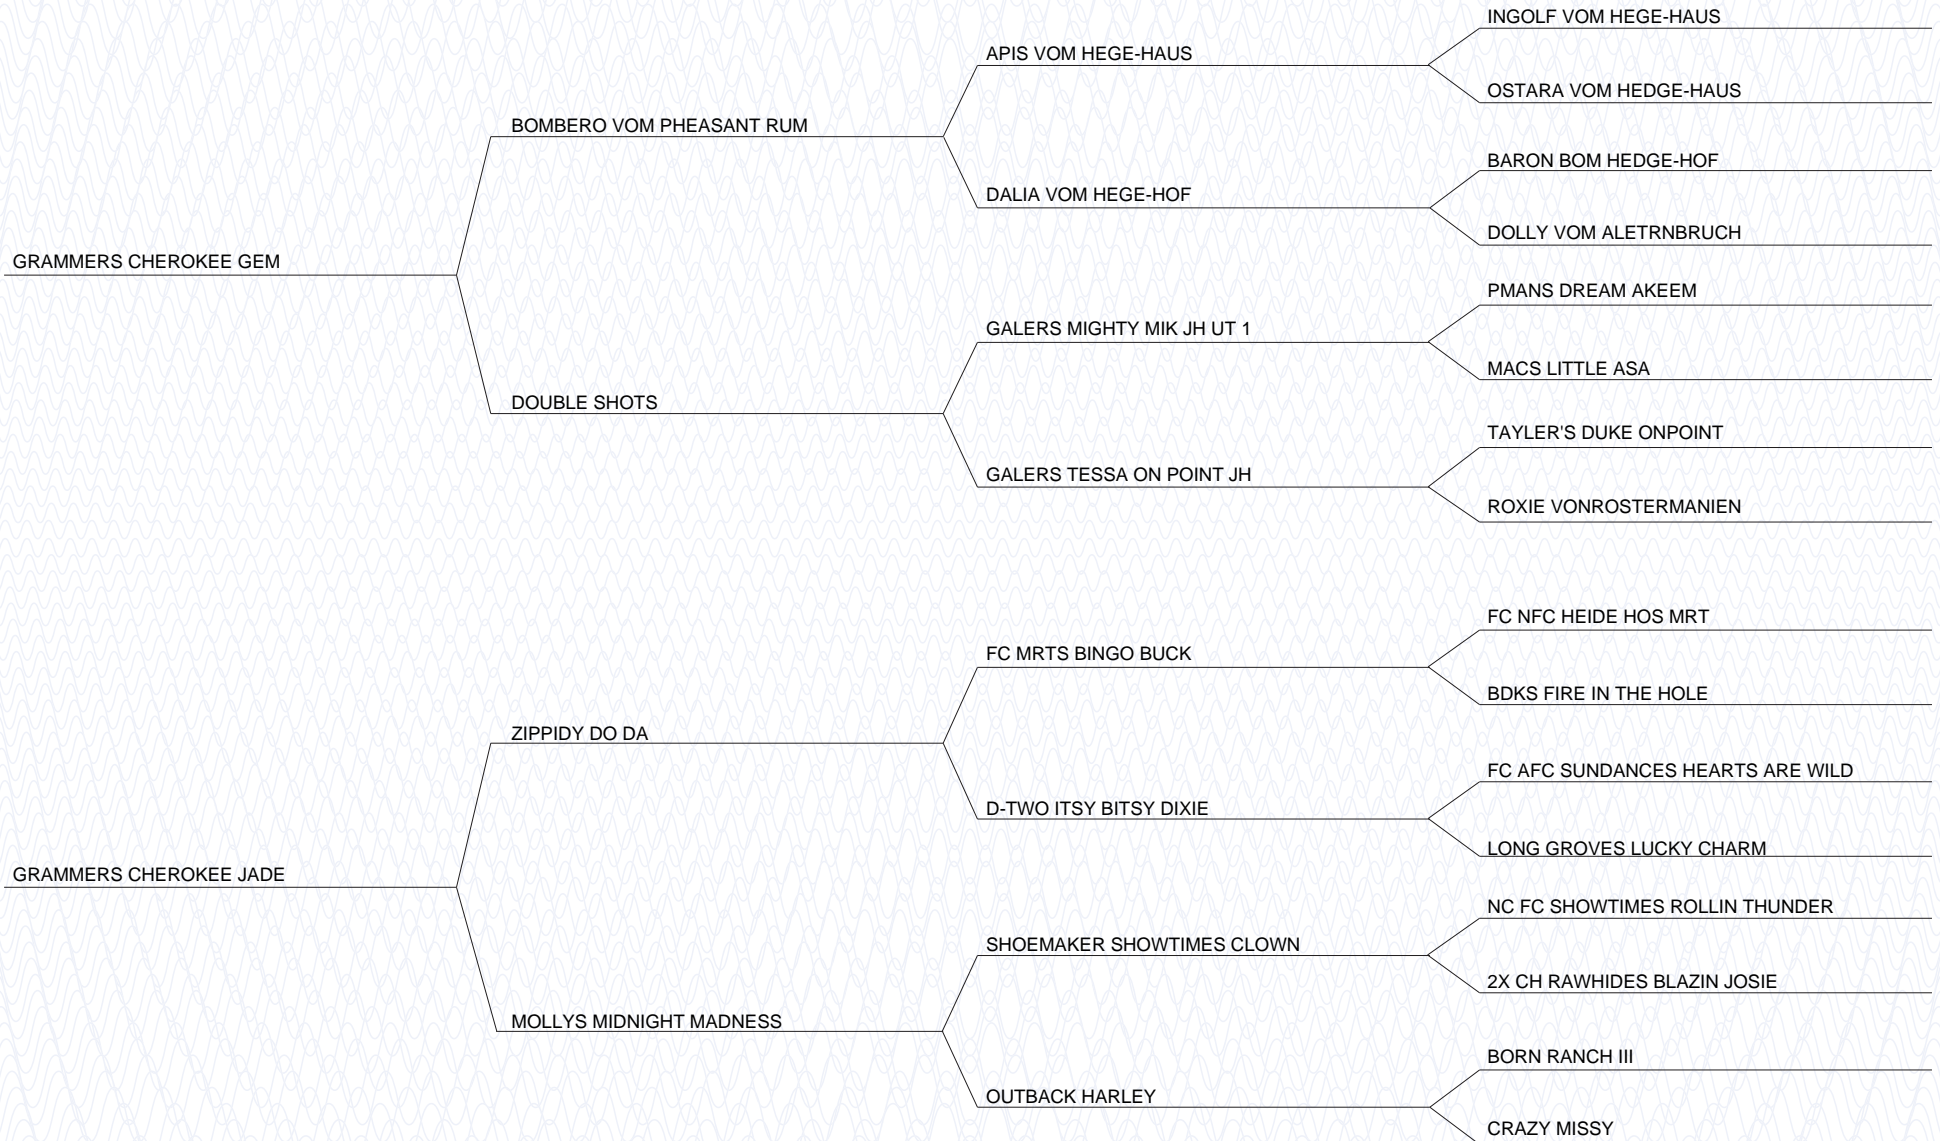 INGOLF VOM HEGE-HAUS
APIS VOM HEGE-HAUS
OSTARA VOM HEDGE-HAUS
BOMBERO VOM PHEASANT RUM
BARON BOM HEDGE-HOF
DALIA VOM HEGE-HOF
DOLLY VOM ALETRNBRUCH
GRAMMERS CHEROKEE GEM
PMANS DREAM AKEEM
GALERS MIGHTY MIK JH UT 1
MACS LITTLE ASA
DOUBLE SHOTS
TAYLER'S DUKE ONPOINT
GALERS TESSA ON POINT JH
ROXIE VONROSTERMANIEN
FC NFC HEIDE HOS MRT
FC MRTS BINGO BUCK
BDKS FIRE IN THE HOLE
ZIPPIDY DO DA
FC AFC SUNDANCES HEARTS ARE WILD
D-TWO ITSY BITSY DIXIE
LONG GROVES LUCKY CHARM
GRAMMERS CHEROKEE JADE
NC FC SHOWTIMES ROLLIN THUNDER
SHOEMAKER SHOWTIMES CLOWN
2X CH RAWHIDES BLAZIN JOSIE
MOLLYS MIDNIGHT MADNESS
BORN RANCH III
OUTBACK HARLEY
CRAZY MISSY